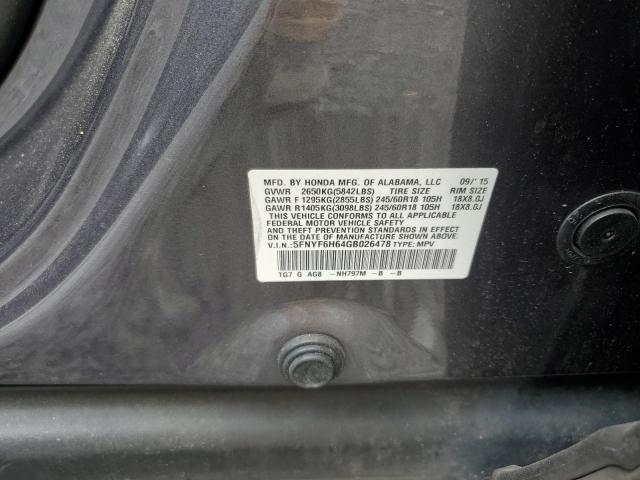 MFD. BY HONDA MFG. OF ALABAMA, LLC 09/'15
GVWR 2650KG(5842LBS) TIRE SIZE RIM SIZE
GAWR F 1295KG(2855LBS) 245/60R18 105H 18X8.0J
GAWR R1405KG(3098LBS) 245/60R18 105H 18X8.0J
THIS VEHICLE CONFORMS TO ALL APPLICABLE
FEDERAL MOTOR VEHICLE SAFETY AND
THEFT PREVENTION STANDARDS IN EFFECT ON THE
DATE OF MANUFACTURE SHOWN ABOVE.
V.I.N.: 5FNYF6H64GB026478 TYPE: MPV
TG7 G AG8 -NH797M -B -B